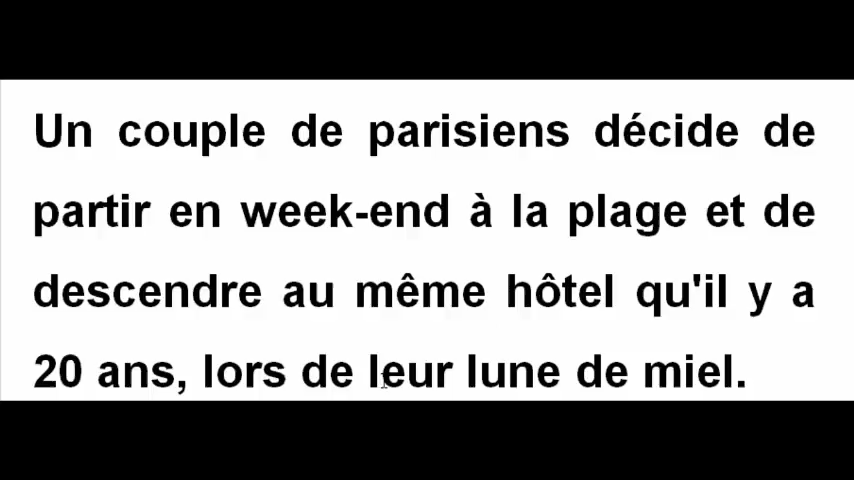 Un couple de parisiens décide de
partir en week-end à la plage et de
descendre au même hôtel qu'il y a
20 ans, lors de leur lune de miel.